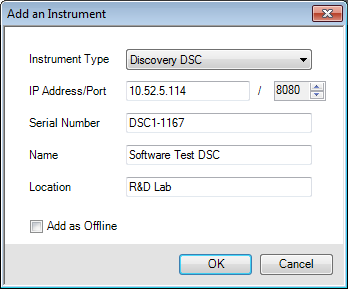 Add an Instrument
Instrument Type Discovery DSC
IP Address/Port 10.52.5.114 / 8080
Serial Number DSC1-1167
Name Software Test DSC
Location R&D Lab
Add as Offline
OK Cancel